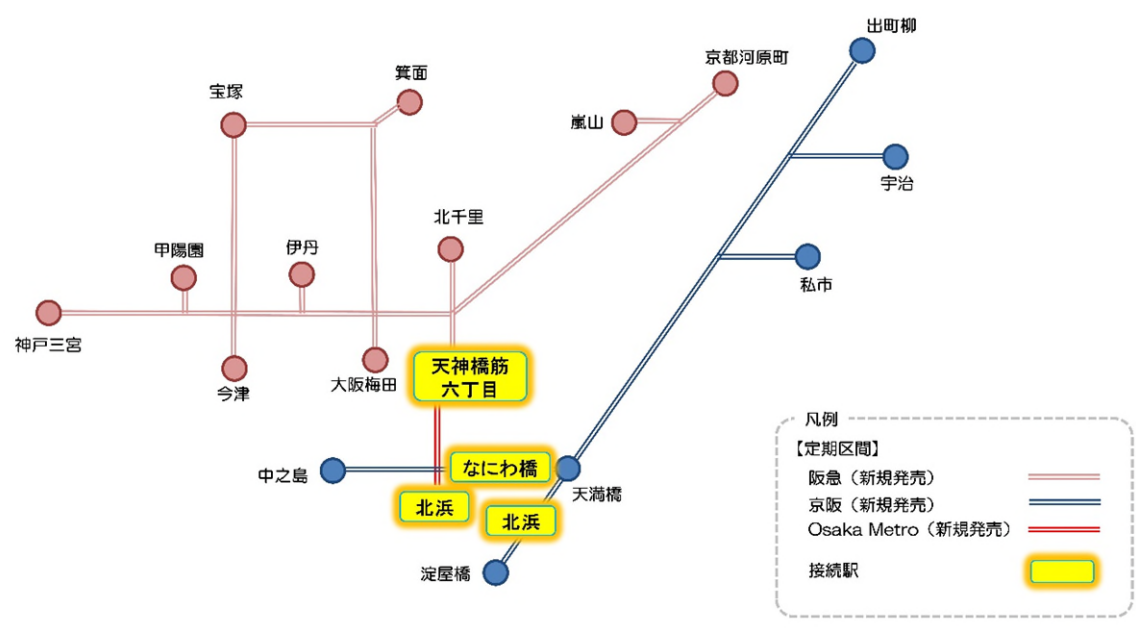 出町柳
京都河原町
箕面
宝塚
嵐山
宇治
北千里
甲陽園
伊丹
私市
神戸三宮
天神橋筋
六丁目
大阪梅田
今津
凡例
【定期区間】
阪急（新規発売）
京阪（新規発売）
Osaka Metro（新規発売）
接続駅
中之島
なにわ橋
天満橋
北浜
北浜
淀屋橋